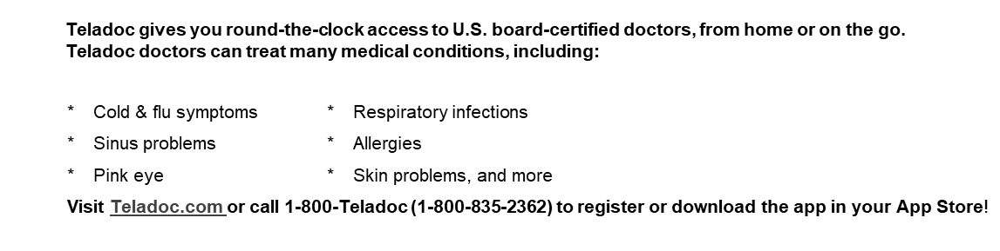 Teladoc gives you round-the-clock access to U.S. board-certified doctors, from home or on the go.
Teladoc doctors can treat many medical conditions, including:
* Cold & flu symptoms * Respiratory infections
* Sinus problems * Allergies
* Pink eye * Skin problems, and more
Visit Teladoc.com or call 1-800-Teladoc (1-800-835-2362) to register or download the app in your App Store!